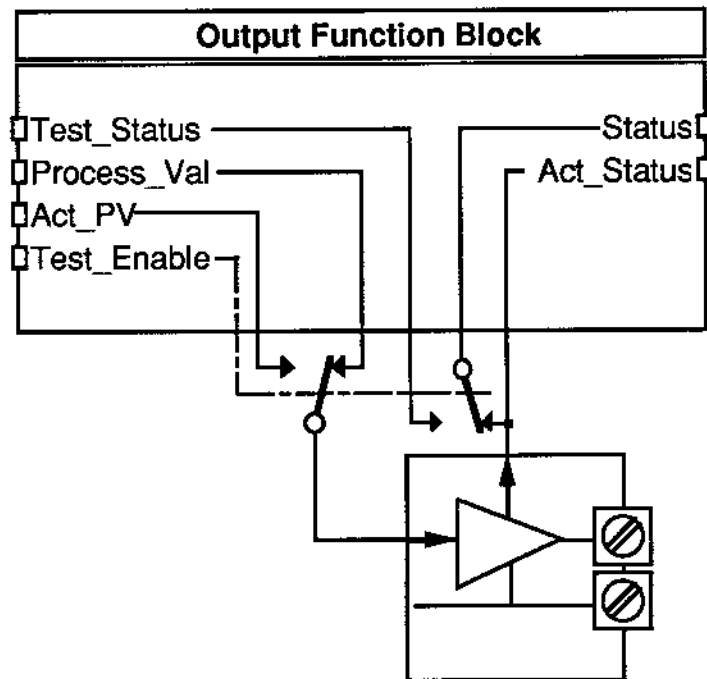 Output Function Block
Test_Status
Status
Process_Val
Act_Status
Act_PV
Test_Enable